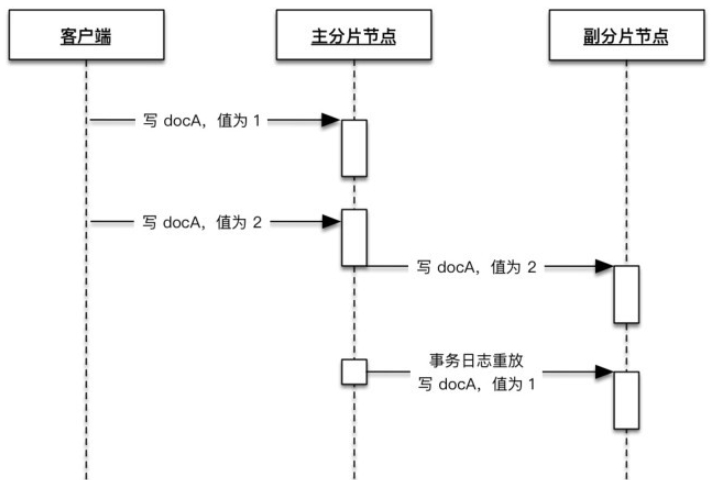 客户端
主分片节点
副分片节点
写 docA，值为 1
写 docA，值为 2
写 docA，值为 2
事务日志重放
写 docA，值为 1